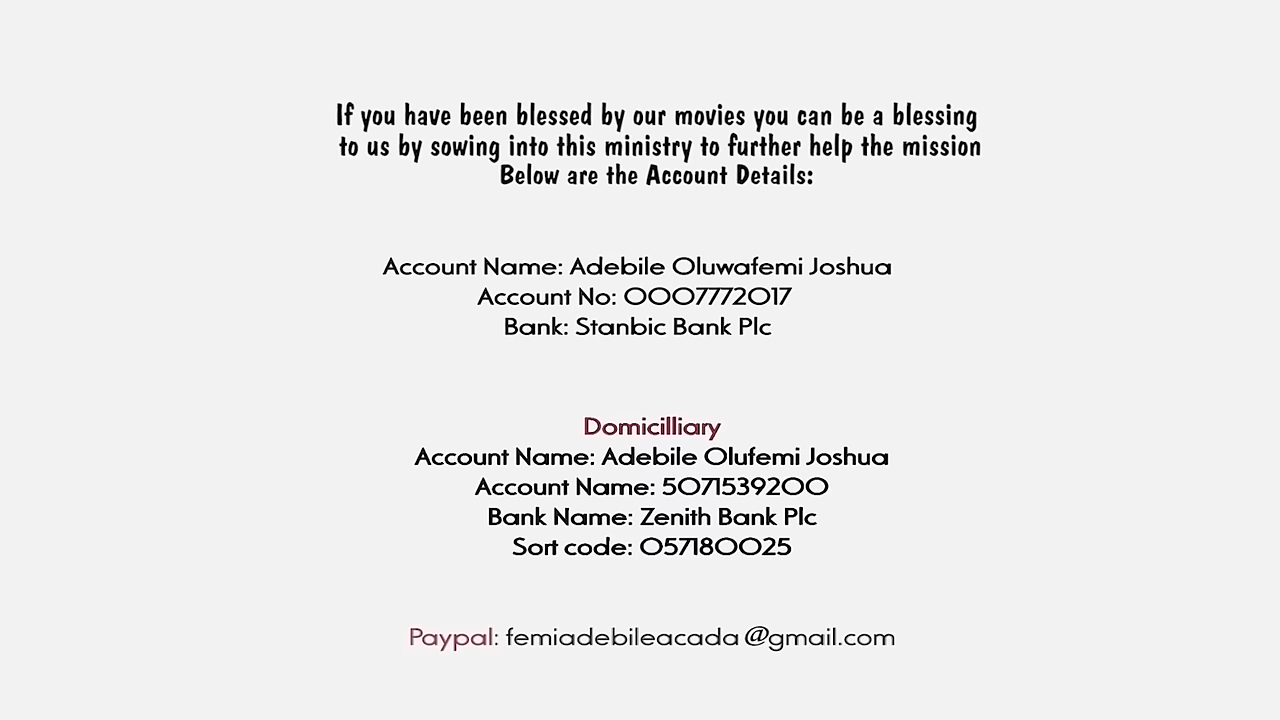 If you have been blessed by our movies you can be a blessing
to us by sowing into this ministry to further help the mission
Below are the Account Details:
Account Name: Adebile Oluwafemi Joshua
Account No: 0007772017
Bank: Stanbic Bank Plc
Domicilliary
Account Name: Adebile Olufemi Joshua
Account Name: 5071539200
Bank Name: Zenith Bank Plc
Sort code: 057180025
Paypal: femiadebileacada@gmail.com